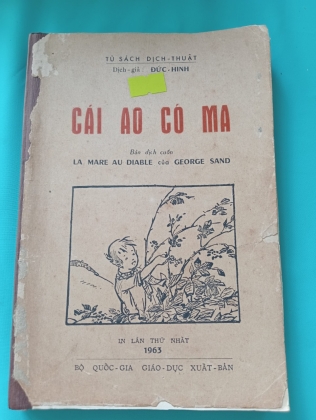 TỦ SÁCH DỊCH-THUẬT
Dịch-giả : ĐỨC-HINH
CÁI AO CÓ MA
Bản dịch cuốn
LA MARE AU DIABLE của GEORGE SAND
IN LẦN THỨ NHẤT
1963
BỘ QUỐC-GIA GIÁO-DỤC XUẤT-BẢN